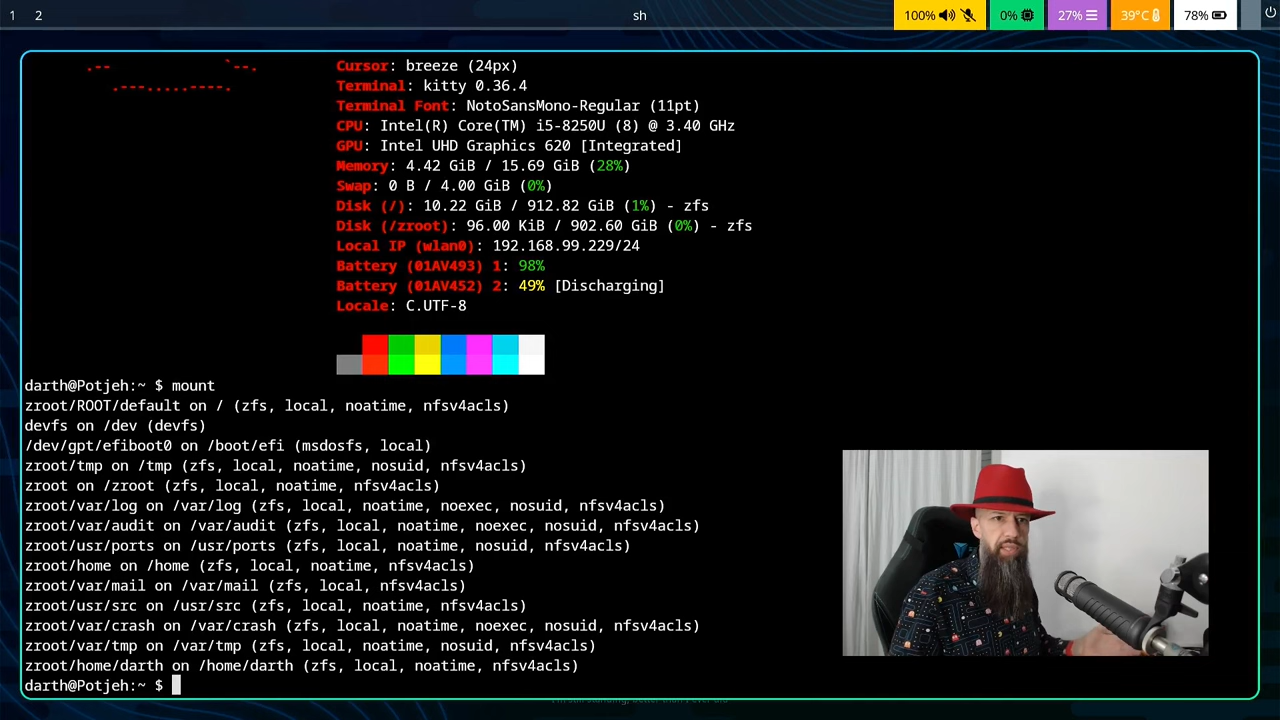 1 2 sh 100% 0% 27% 39°C 78%
Cursor: breeze (24px)
Terminal: kitty 0.36.4
Terminal Font: NotoSansMono-Regular (11pt)
CPU: Intel(R) Core(TM) i5-8250U (8) @ 3.40 GHz
GPU: Intel UHD Graphics 620 [Integrated]
Memory: 4.42 GiB / 15.69 GiB (28%)
Swap: 0 B / 4.00 GiB (0%)
Disk (/): 10.22 GiB / 912.82 GiB (1%) - zfs
Disk (/zroot): 96.00 KiB / 902.60 GiB (0%) - zfs
Local IP (wlan0): 192.168.99.229/24
Battery (01AV493) 1: 98%
Battery (01AV452) 2: 49% [Discharging]
Locale: C.UTF-8
darth@Potjeh:~ $ mount
zroot/ROOT/default on / (zfs, local, noatime, nfsv4acls)
devfs on /dev (devfs)
/dev/gpt/efiboot0 on /boot/efi (msdosfs, local)
zroot/tmp on /tmp (zfs, local, noatime, nosuid, nfsv4acls)
zroot on /zroot (zfs, local, noatime, nfsv4acls)
zroot/var/log on /var/log (zfs, local, noatime, noexec, nosuid, nfsv4acls)
zroot/var/audit on /var/audit (zfs, local, noatime, noexec, nosuid, nfsv4acls)
zroot/usr/ports on /usr/ports (zfs, local, noatime, nosuid, nfsv4acls)
zroot/home on /home (zfs, local, noatime, nfsv4acls)
zroot/var/mail on /var/mail (zfs, local, nfsv4acls)
zroot/usr/src on /usr/src (zfs, local, noatime, nfsv4acls)
zroot/var/crash on /var/crash (zfs, local, noatime, noexec, nosuid, nfsv4acls)
zroot/var/tmp on /var/tmp (zfs, local, noatime, nosuid, nfsv4acls)
zroot/home/darth on /home/darth (zfs, local, noatime, nfsv4acls)
darth@Potjeh:~ $